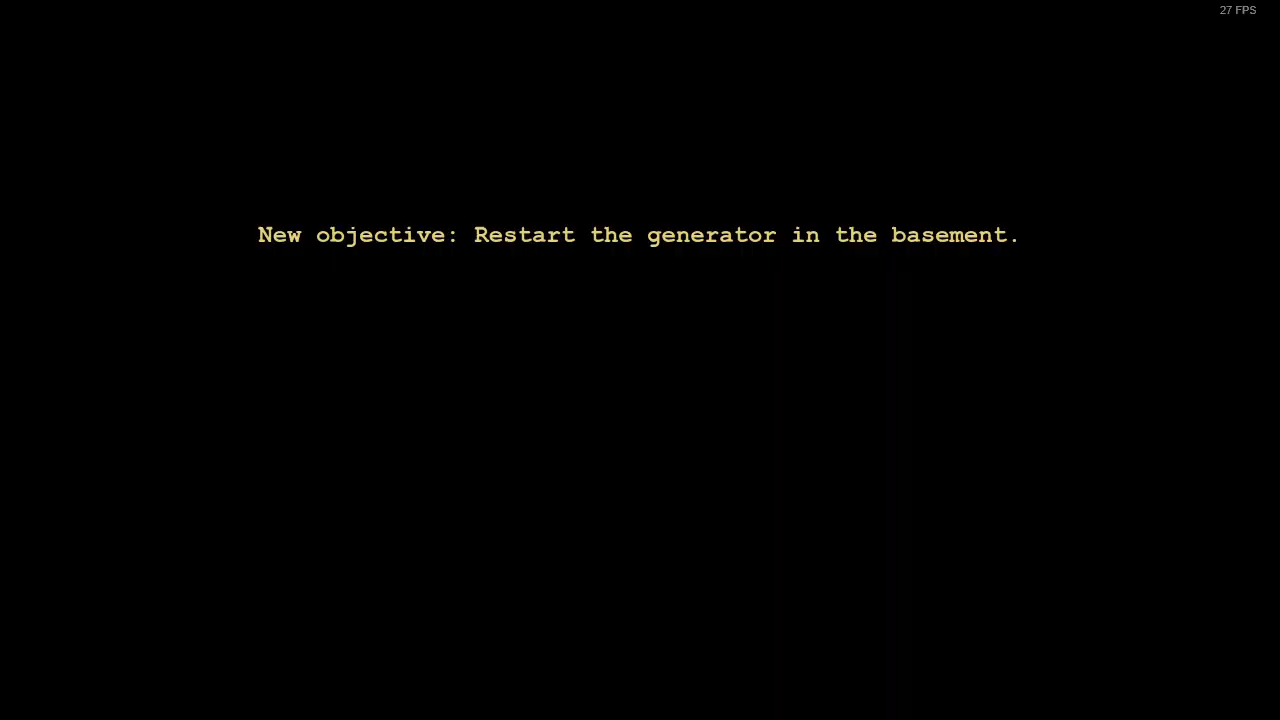 27 FPS
New objective: Restart the generator in the basement.